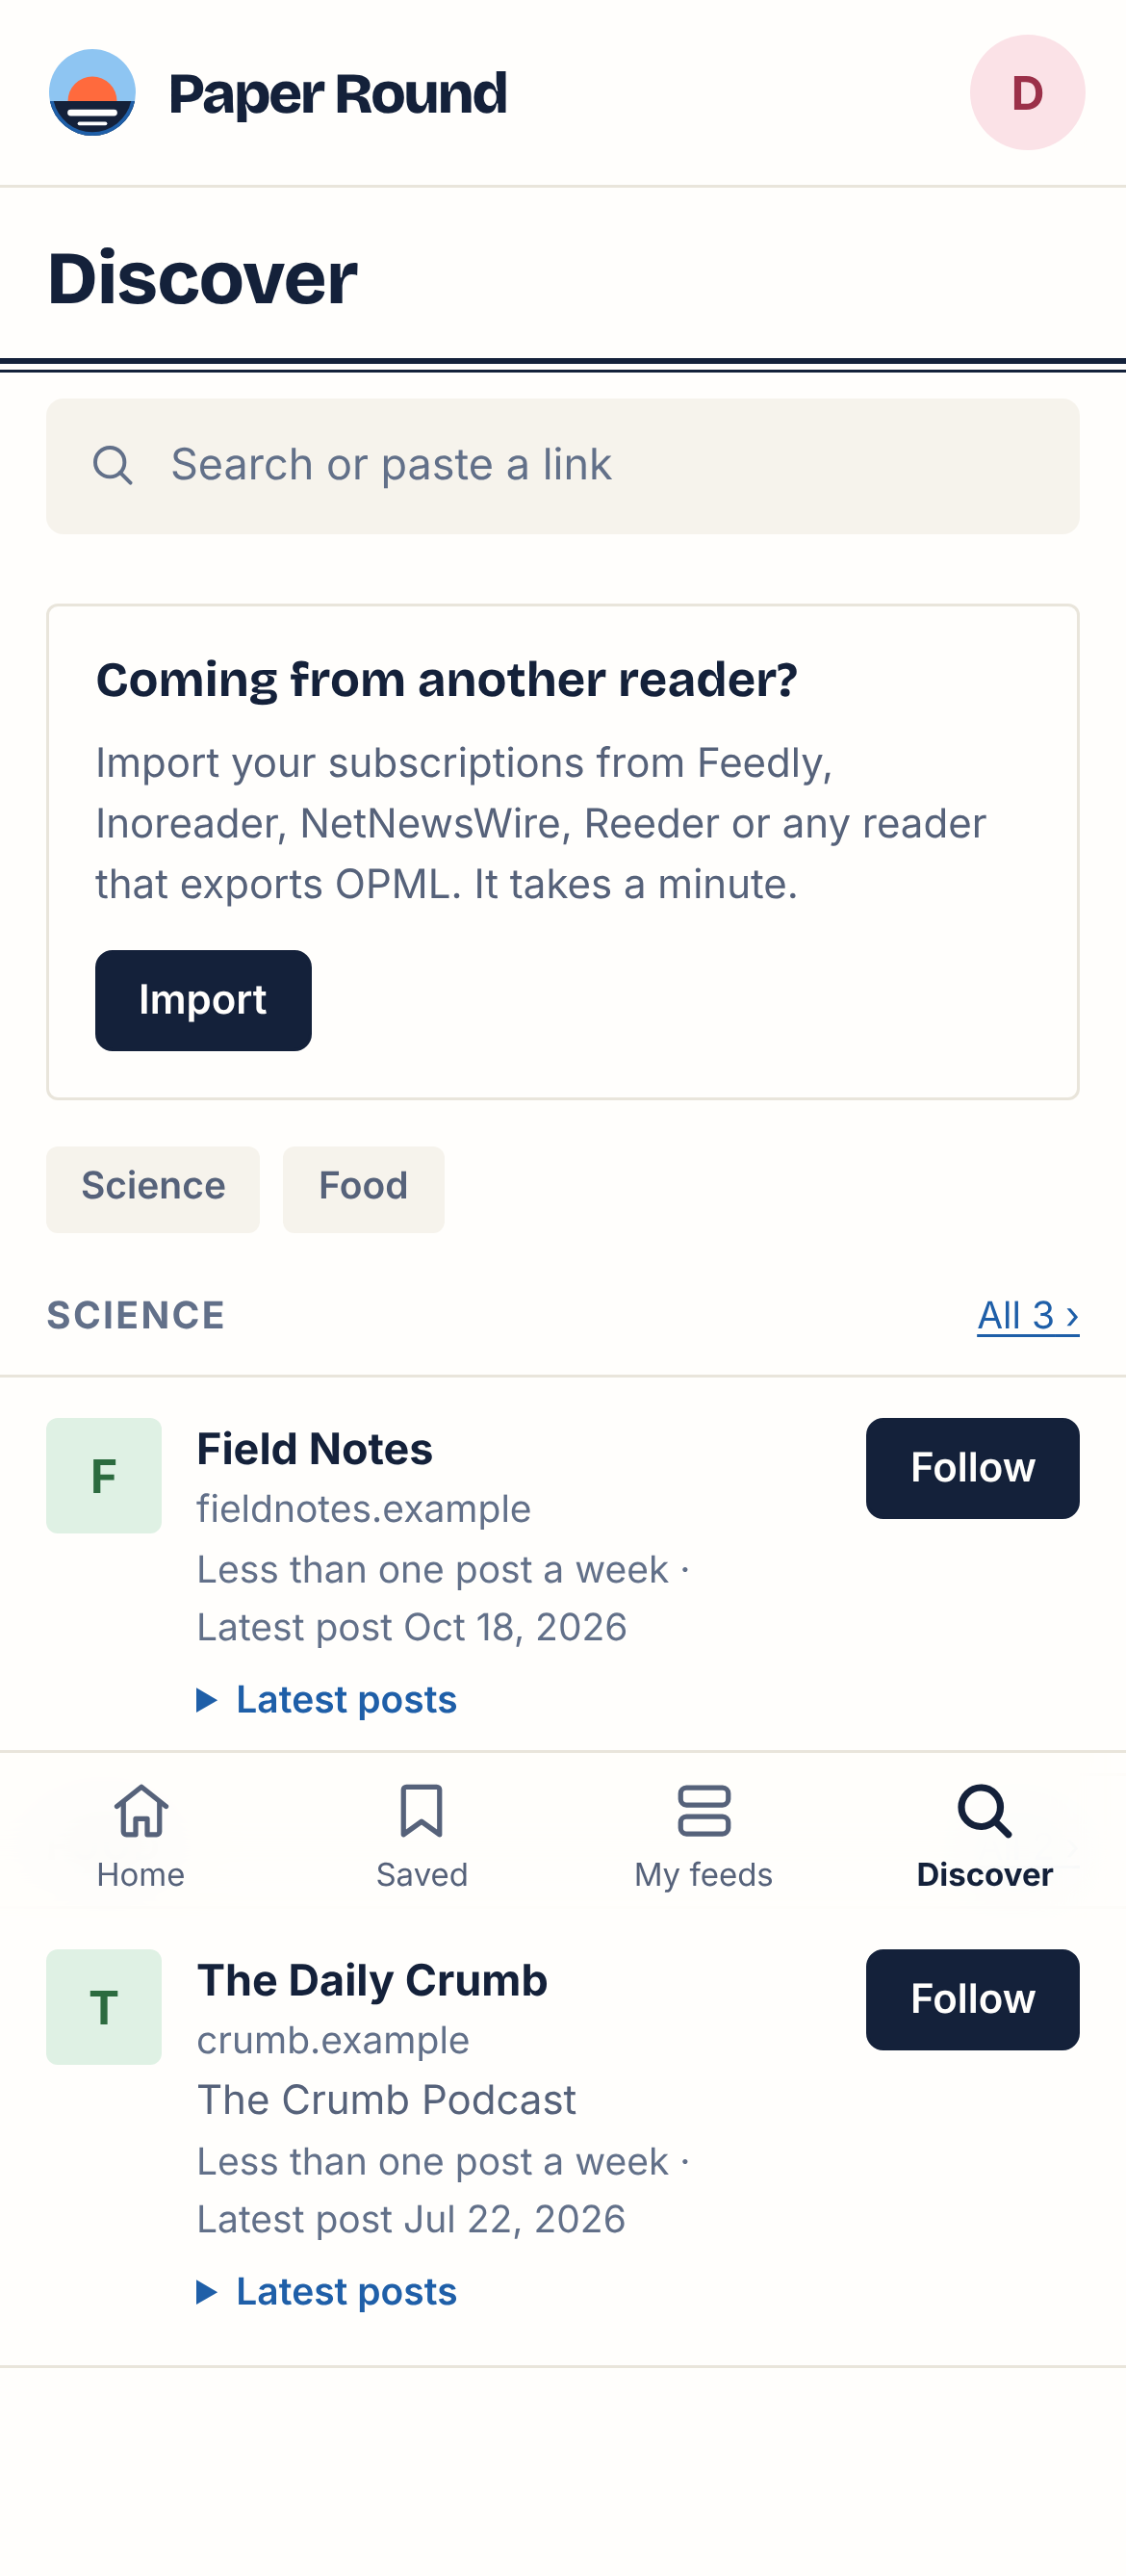 Paper Round
D
Discover
Search or paste a link
Coming from another reader?
Import your subscriptions from Feedly,
Inoreader, NetNewsWire, Reeder or any reader
that exports OPML. It takes a minute.
Import
Science
Food
SCIENCE
All 3 ›
F
Field Notes
Follow
fieldnotes.example
Less than one post a week ·
Latest post Oct 18, 2026
Latest posts
Home
Saved
My feeds
Discover
T
The Daily Crumb
Follow
crumb.example
The Crumb Podcast
Less than one post a week ·
Latest post Jul 22, 2026
Latest posts